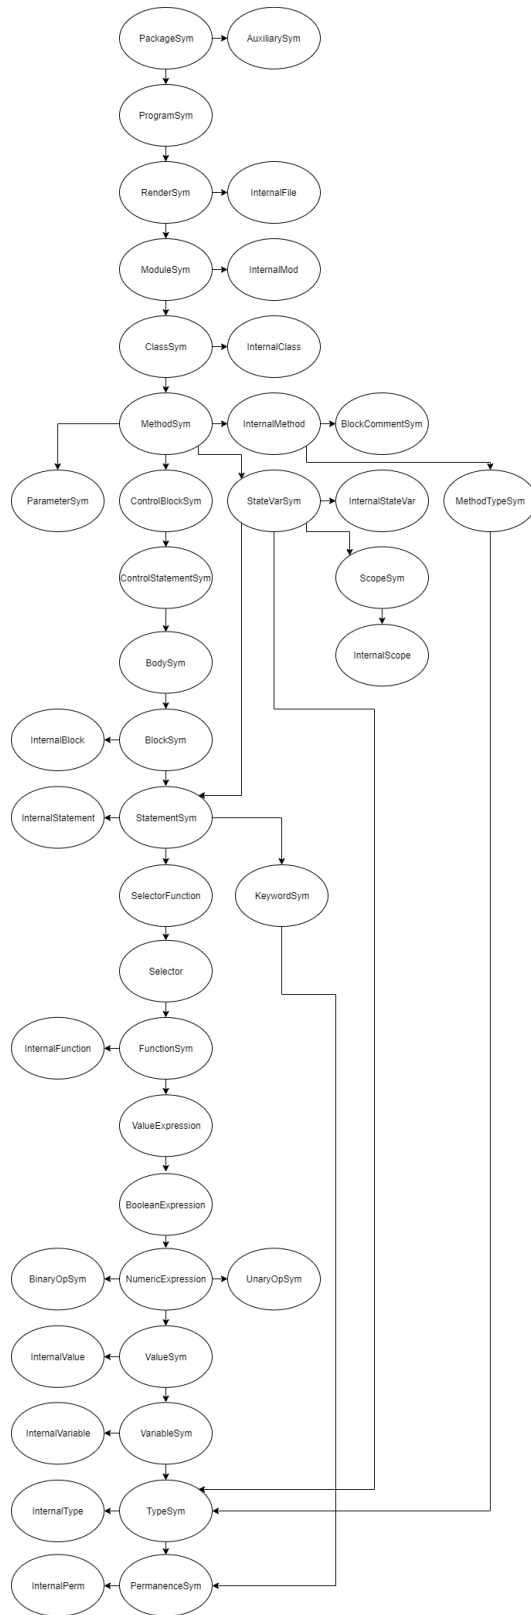 PackageSym
AuxiliarySym
ProgramSym
RenderSym
InternalFile
ModuleSym
InternalMod
ClassSym
InternalClass
MethodSym
InternalMethod
BlockCommentSym
ParameterSym
ControlBlockSym
StateVarSym
InternalStateVar
MethodTypeSym
ControlStatementSym
ScopeSym
BodySym
InternalScope
InternalBlock
BlockSym
InternalStatement
StatementSym
SelectorFunction
KeywordSym
Selector
InternalFunction
FunctionSym
ValueExpression
BooleanExpression
BinaryOpSym
NumericExpression
UnaryOpSym
InternalValue
ValueSym
InternalVariable
VariableSym
InternalType
TypeSym
InternalPerm
PermanenceSym